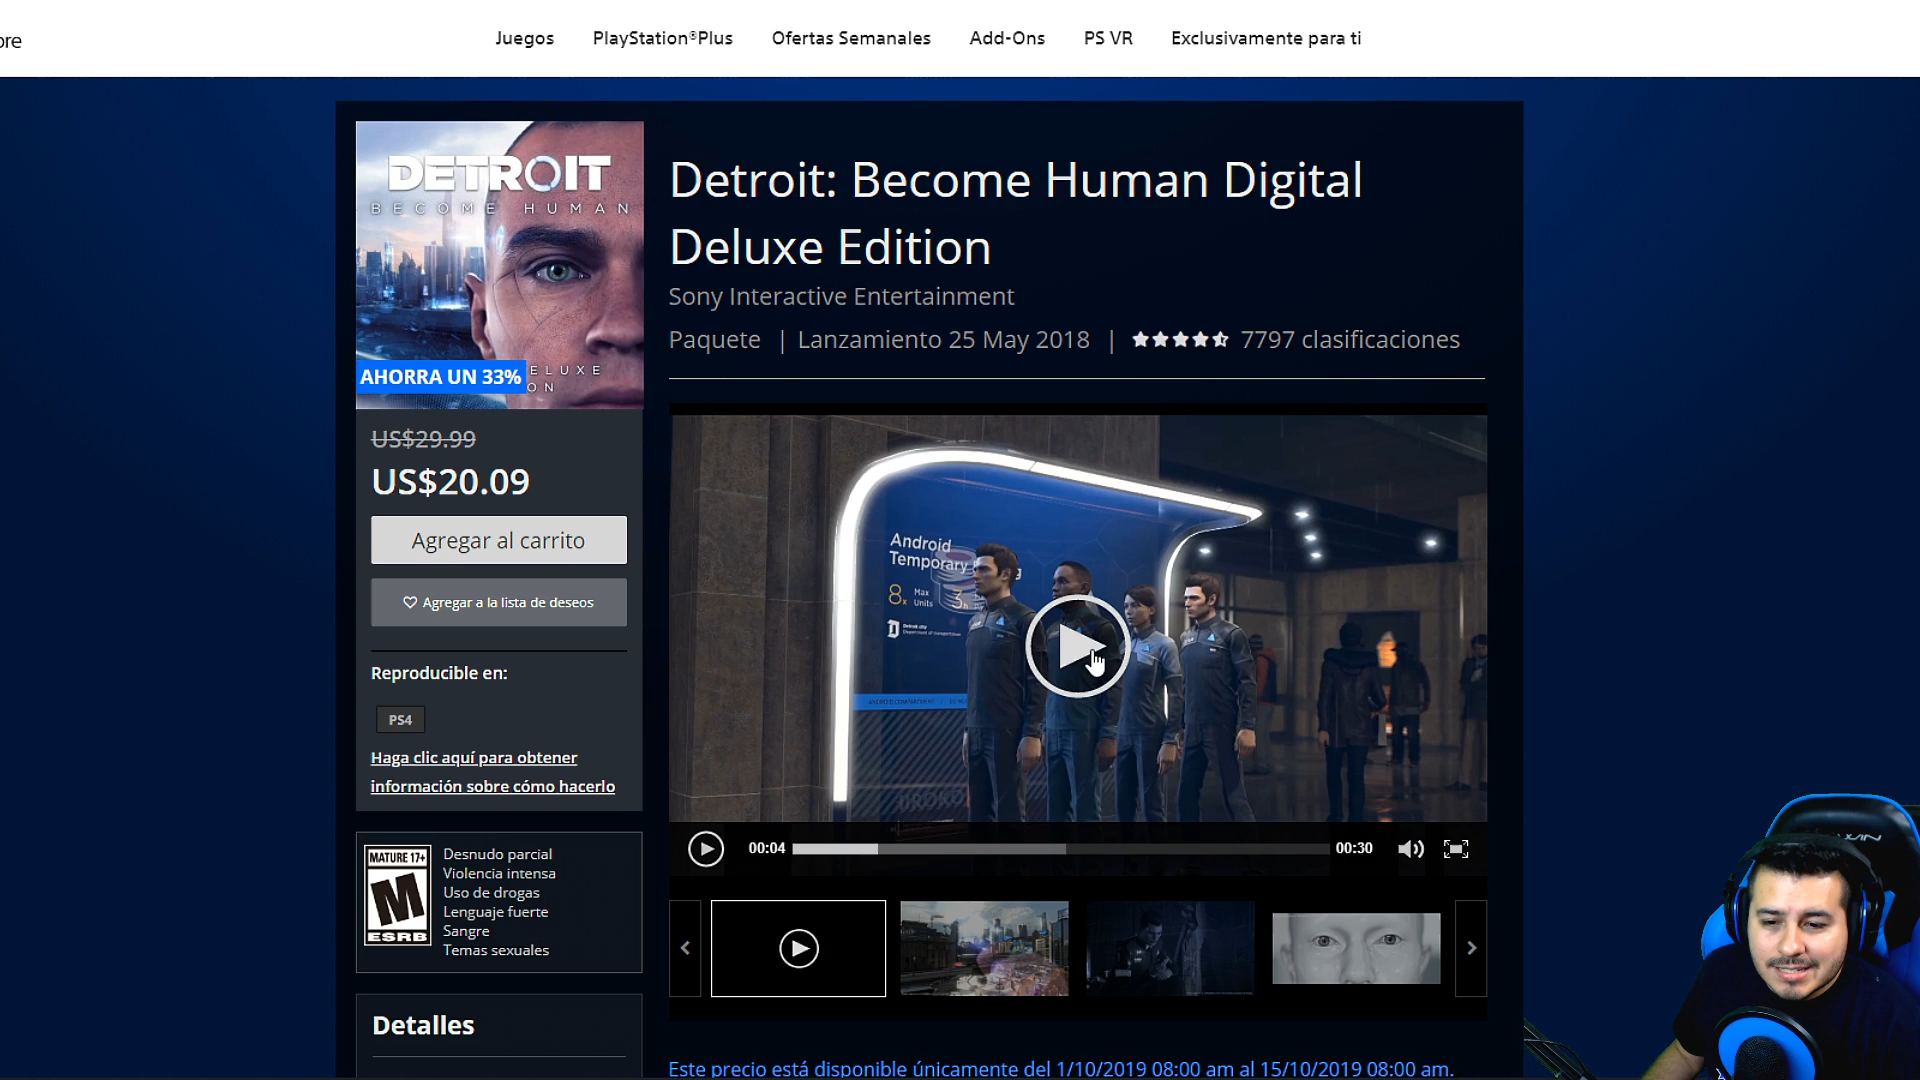 ore
Juegos
PlayStation®Plus
Ofertas Semanales
Add-Ons
PS VR
Exclusivamente para ti
DETROIT
BECOME HUMAN
AHORRA UN 33%
Detroit: Become Human Digital
Deluxe Edition
Sony Interactive Entertainment
Paquete | Lanzamiento 25 May 2018 | 7797 clasificaciones
US$29.99
US$20.09
Agregar al carrito
Agregar a la lista de deseos
Reproducible en:
PS4
Haga clic aquí para obtener
información sobre cómo hacerlo
Android
Temporary
8x Max Units
3h
00:04
00:30
MATURE 17+
M
ESRB
Desnudo parcial
Violencia intensa
Uso de drogas
Lenguaje fuerte
Sangre
Temas sexuales
Detalles
Este precio está disponible únicamente del 1/10/2019 08:00 am al 15/10/2019 08:00 am.